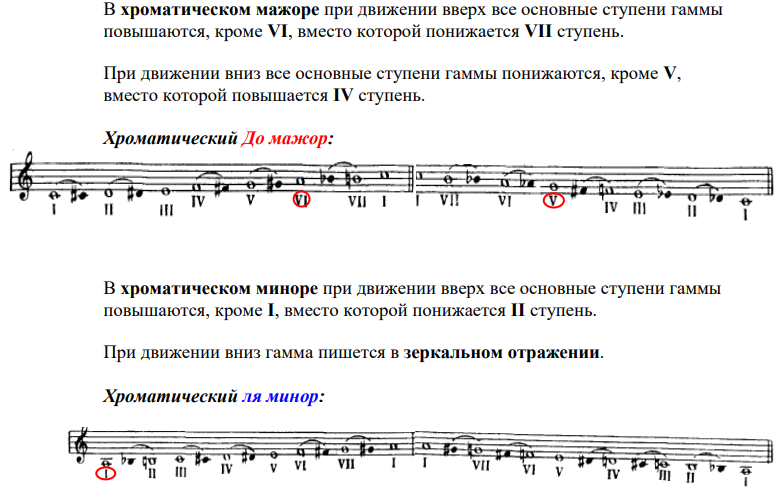 В хроматическом мажоре при движении вверх все основные ступени гаммы
повышаются, кроме VI, вместо которой понижается VII ступень.
При движении вниз все основные ступени гаммы понижаются, кроме V,
вместо которой повышается IV ступень.
Хроматический До мажор:
I II III IV V VI VII I I VII VI V IV III II I
В хроматическом миноре при движении вверх все основные ступени гаммы
повышаются, кроме I, вместо которой понижается II ступень.
При движении вниз гамма пишется в зеркальном отражении.
Хроматический ля минор:
I II III IV V VI VII I I VII VI V IV III II I